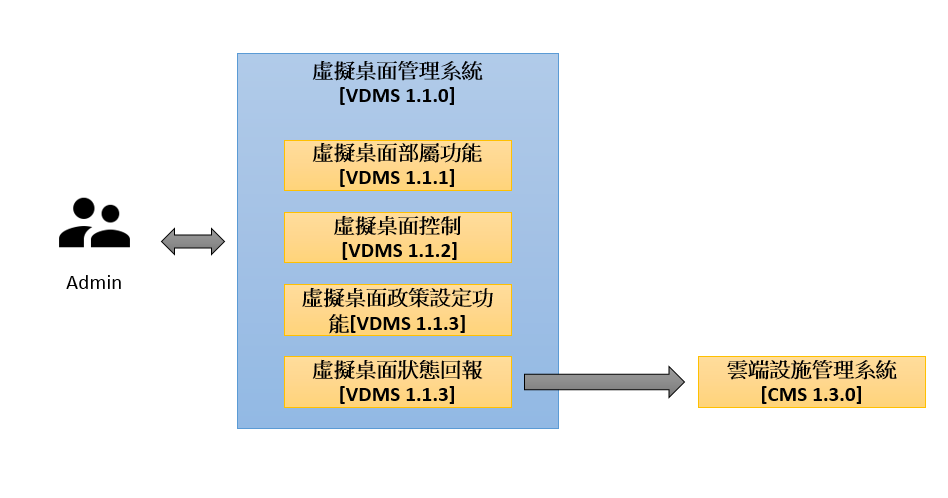 虛擬桌面管理系統
[VDMS 1.1.0]
虛擬桌面部屬功能
[VDMS 1.1.1]
虛擬桌面控制
[VDMS 1.1.2]
Admin
虛擬桌面政策設定功
能[VDMS 1.1.3]
虛擬桌面狀態回報
[VDMS 1.1.3]
雲端設施管理系統
[CMS 1.3.0]